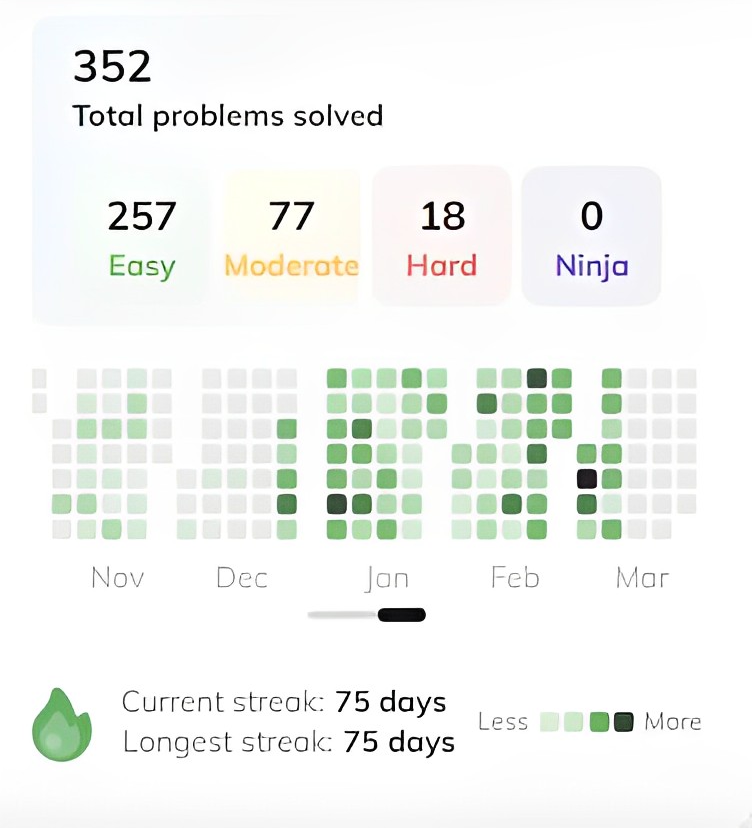 352
Total problems solved
257 77 18 0
Easy Moderate Hard Ninja
Nov Dec Jan Feb Mar
Current streak: 75 days
Longest streak: 75 days
Less More